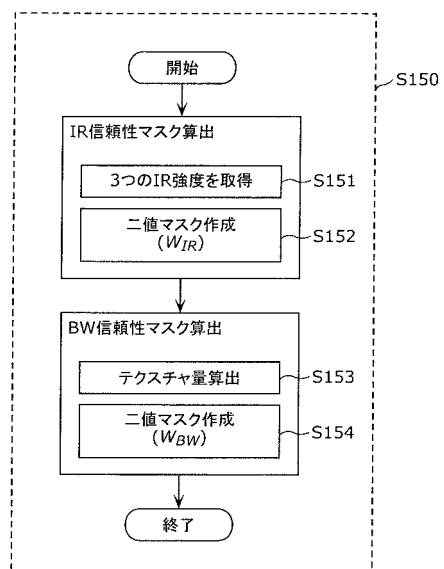 開始
S150
IR信頼性マスク算出
3つのIR強度を取得
S151
二値マスク作成
(WIR)
S152
BW信頼性マスク算出
テクスチャ量算出
S153
二値マスク作成
(WBW)
S154
終了